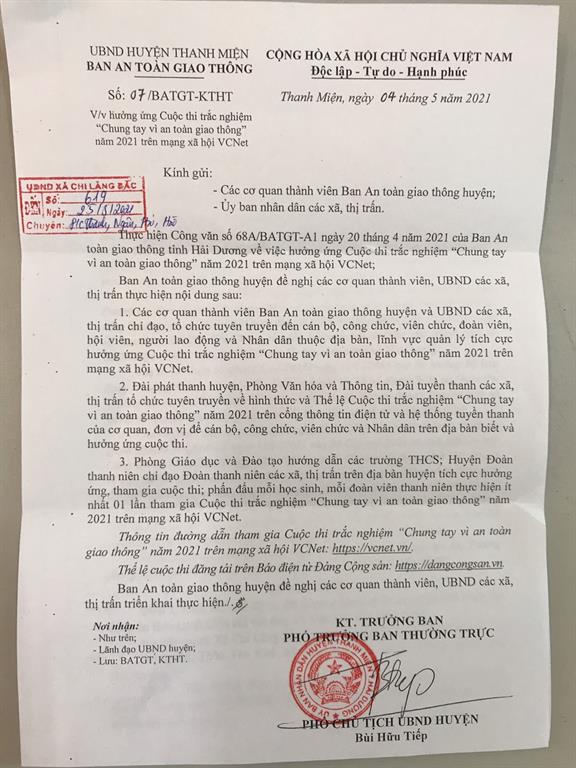 UBND HUYỆN THANH MIỆN
BAN AN TOÀN GIAO THÔNG
CỘNG HÒA XÃ HỘI CHỦ NGHĨA VIỆT NAM
Độc lập - Tự do - Hạnh phúc
Số: 07/BATGT-KTHT
Thanh Miện, ngày 04 tháng 5 năm 2021
V/v hưởng ứng Cuộc thi trắc nghiệm
“Chung tay vì an toàn giao thông”
năm 2021 trên mạng xã hội VCNet
Kính gửi:
- Các cơ quan thành viên Ban An toàn giao thông huyện;
- Ủy ban nhân dân các xã, thị trấn.
UBND XÃ CHI LĂNG BẮC
ĐẾN
Số: 619
Ngày:
Chuyển:
Thực hiện Công văn số 68A/BATGT-A1 ngày 20 tháng 4 năm 2021 của Ban An
toàn giao thông tỉnh Hải Dương về việc hưởng ứng Cuộc thi trắc nghiệm “Chung tay
vì an toàn giao thông” năm 2021 trên mạng xã hội VCNet;
Ban An toàn giao thông huyện đề nghị các cơ quan thành viên, UBND các xã,
thị trấn thực hiện nội dung sau:
1. Các cơ quan thành viên Ban An toàn giao thông huyện và UBND các xã,
thị trấn chỉ đạo, tổ chức tuyên truyền đến cán bộ, công chức, viên chức, đoàn viên,
hội viên, người lao động và Nhân dân thuộc địa bàn, lĩnh vực quản lý tích cực
hưởng ứng Cuộc thi trắc nghiệm “Chung tay vì an toàn giao thông” năm 2021 trên
mạng xã hội VCNet.
2. Đài phát thanh huyện, Phòng Văn hóa và Thông tin, Đài tuyền thanh các xã,
thị trấn tổ chức tuyên truyền về hình thức và Thể lệ Cuộc thi trắc nghiệm “Chung tay
vì an toàn giao thông” năm 2021 trên cổng thông tin điện tử và hệ thống tuyền thanh
của cơ quan, đơn vị để cán bộ, công chức, viên chức và Nhân dân trên địa bàn biết và
hưởng ứng cuộc thi.
3. Phòng Giáo dục và Đào tạo hướng dẫn các trường THCS; Huyện Đoàn
thanh niên chỉ đạo Đoàn thanh niên các xã, thị trấn trên địa bàn huyện tích cực hưởng
ứng, tham gia cuộc thi; phấn đấu mỗi học sinh, mỗi đoàn viên thanh niên thực hiện ít
nhất 01 lần tham gia Cuộc thi trắc nghiệm “Chung tay vì an toàn giao thông” năm
2021 trên mạng xã hội VCNet.
Thông tin đường dẫn tham gia Cuộc thi trắc nghiệm “Chung tay vì an toàn
giao thông” năm 2021 trên mạng xã hội VCNet: https://vcnet.vn/.
Thể lệ cuộc thi đăng tải trên Báo điện tử Đảng Cộng sản: https://dangcongsan.vn.
Ban An toàn giao thông huyện đề nghị các cơ quan thành viên, UBND các xã,
thị trấn triển khai thực hiện./.
Nơi nhận:
- Như trên;
- Lãnh đạo UBND huyện;
- Lưu: BATGT, KTHT.
KT. TRƯỞNG BAN
PHÓ TRƯỞNG BAN THƯỜNG TRỰC
ỦY BAN NHÂN DÂN HUYỆN THANH MIỆN
HẢI DƯƠNG
PHÓ CHỦ TỊCH UBND HUYỆN
Bùi Hữu Tiếp